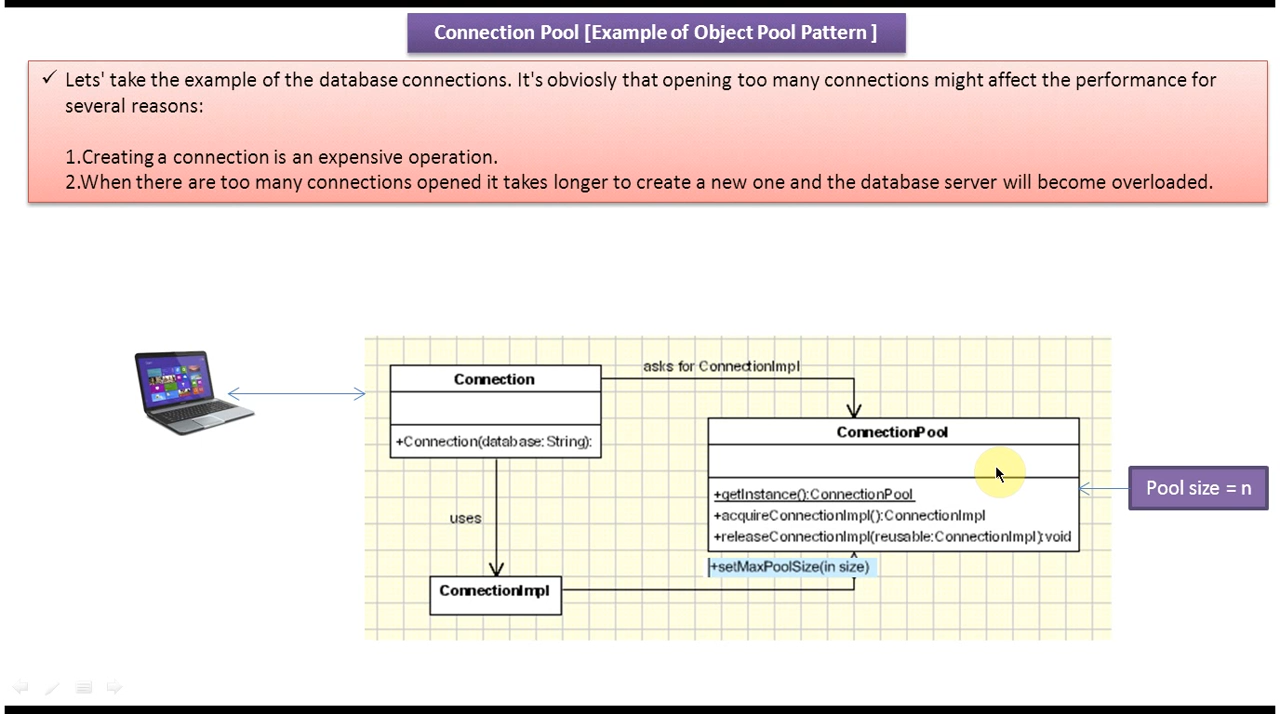 Connection Pool [Example of Object Pool Pattern ]
✓ Lets' take the example of the database connections. It's obviosly that opening too many connections might affect the performance for
several reasons:
1.Creating a connection is an expensive operation.
2.When there are too many connections opened it takes longer to create a new one and the database server will become overloaded.
asks for ConnectionImpl
Connection
+Connection(database:String):
ConnectionPool
+getInstance():ConnectionPool
+acquireConnectionImpl():ConnectionImpl
+releaseConnectionImpl(reusable:ConnectionImpl):void
+setMaxPoolSize(in size)
Pool size = n
uses
ConnectionImpl